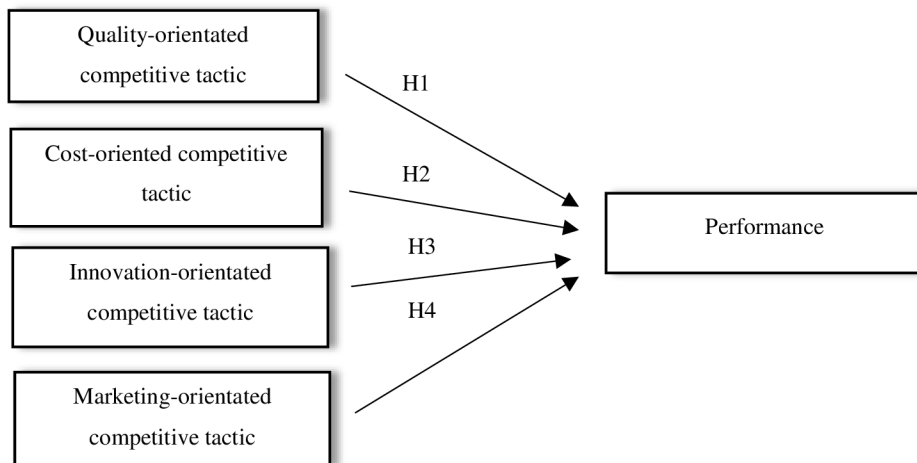 Quality-orientated
competitive tactic
H1
Cost-oriented competitive
tactic
H2
Innovation-orientated
competitive tactic
H3
H4
Marketing-orientated
competitive tactic
Performance